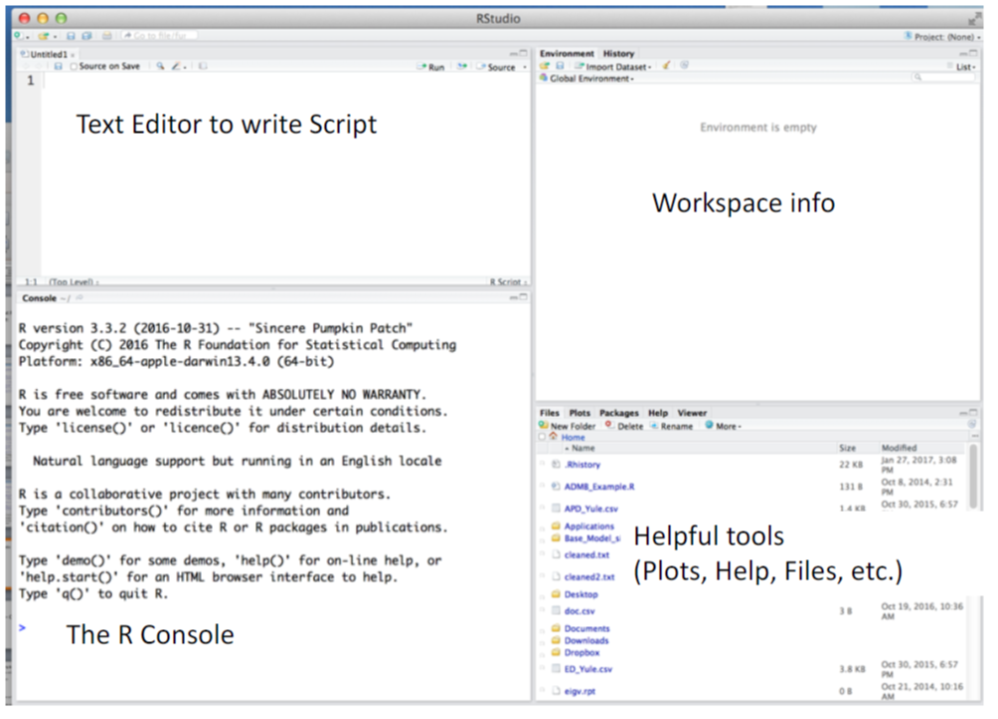 RStudio
Go to file/func
Project: (None)
Untitled1
Source on Save
Run
Source
1
Text Editor to write Script
1:1 (Top Level)
R Script
Console ~/
R version 3.3.2 (2016-10-31) -- "Sincere Pumpkin Patch"
Copyright (C) 2016 The R Foundation for Statistical Computing
Platform: x86_64-apple-darwin13.4.0 (64-bit)
R is free software and comes with ABSOLUTELY NO WARRANTY.
You are welcome to redistribute it under certain conditions.
Type 'license()' or 'licence()' for distribution details.
Natural language support but running in an English locale
R is a collaborative project with many contributors.
Type 'contributors()' for more information and
'citation()' on how to cite R or R packages in publications.
Type 'demo()' for some demos, 'help()' for on-line help, or
'help.start()' for an HTML browser interface to help.
Type 'q()' to quit R.
>
The R Console
Environment History
Import Dataset
List
Global Environment
Environment is empty
Workspace info
Files Plots Packages Help Viewer
New Folder Delete Rename More
Home
Name Size Modified
.Rhistory 22 KB Jan 27, 2017, 3:08 PM
ADMB_Example.R 131 B Oct 8, 2014, 2:31 PM
APD_Yule.csv 1.4 KB Oct 30, 2015, 6:57
Applications
Base_Model_s
cleaned.txt
cleaned2.txt
Helpful tools
(Plots, Help, Files, etc.)
Desktop
doc.csv 3 B Oct 19, 2016, 10:36 AM
Documents
Downloads
Dropbox
ED_Yule.csv 3.8 KB Oct 30, 2015, 6:57 PM
eigv.rpt 0 B Oct 21, 2014, 10:16 AM